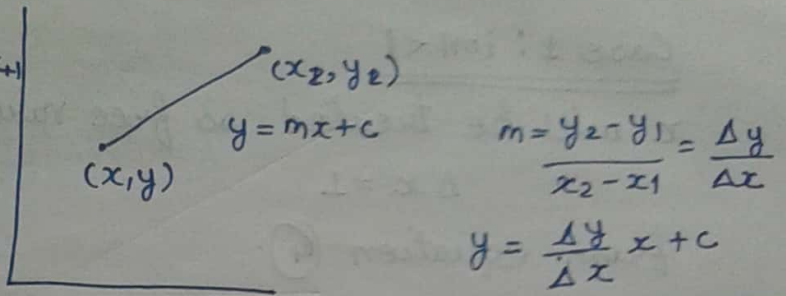 (x₂, y₂)
y = mx + c
(x, y)
m = y₂ - y₁ / x₂ - x₁ = Δy / Δx
y = Δy / Δx x + c